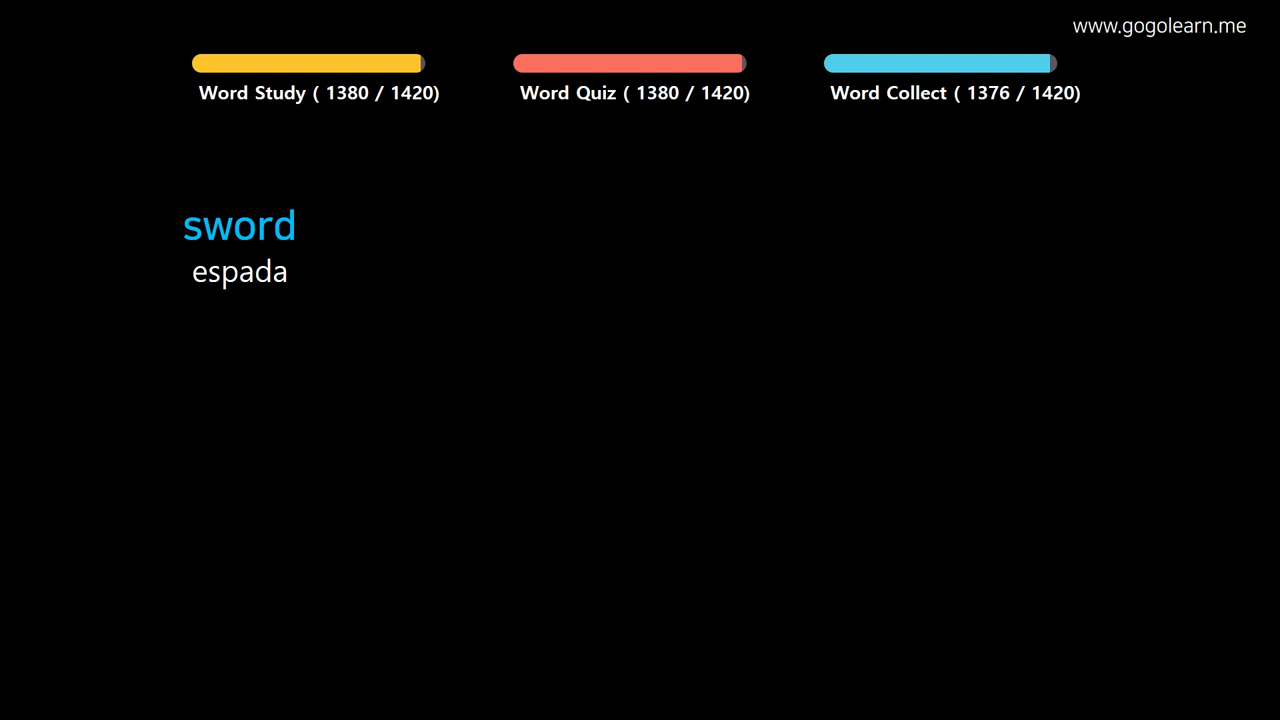 www.gogolearn.me
Word Study ( 1380 / 1420)
Word Quiz ( 1380 / 1420)
Word Collect ( 1376 / 1420)
sword
espada